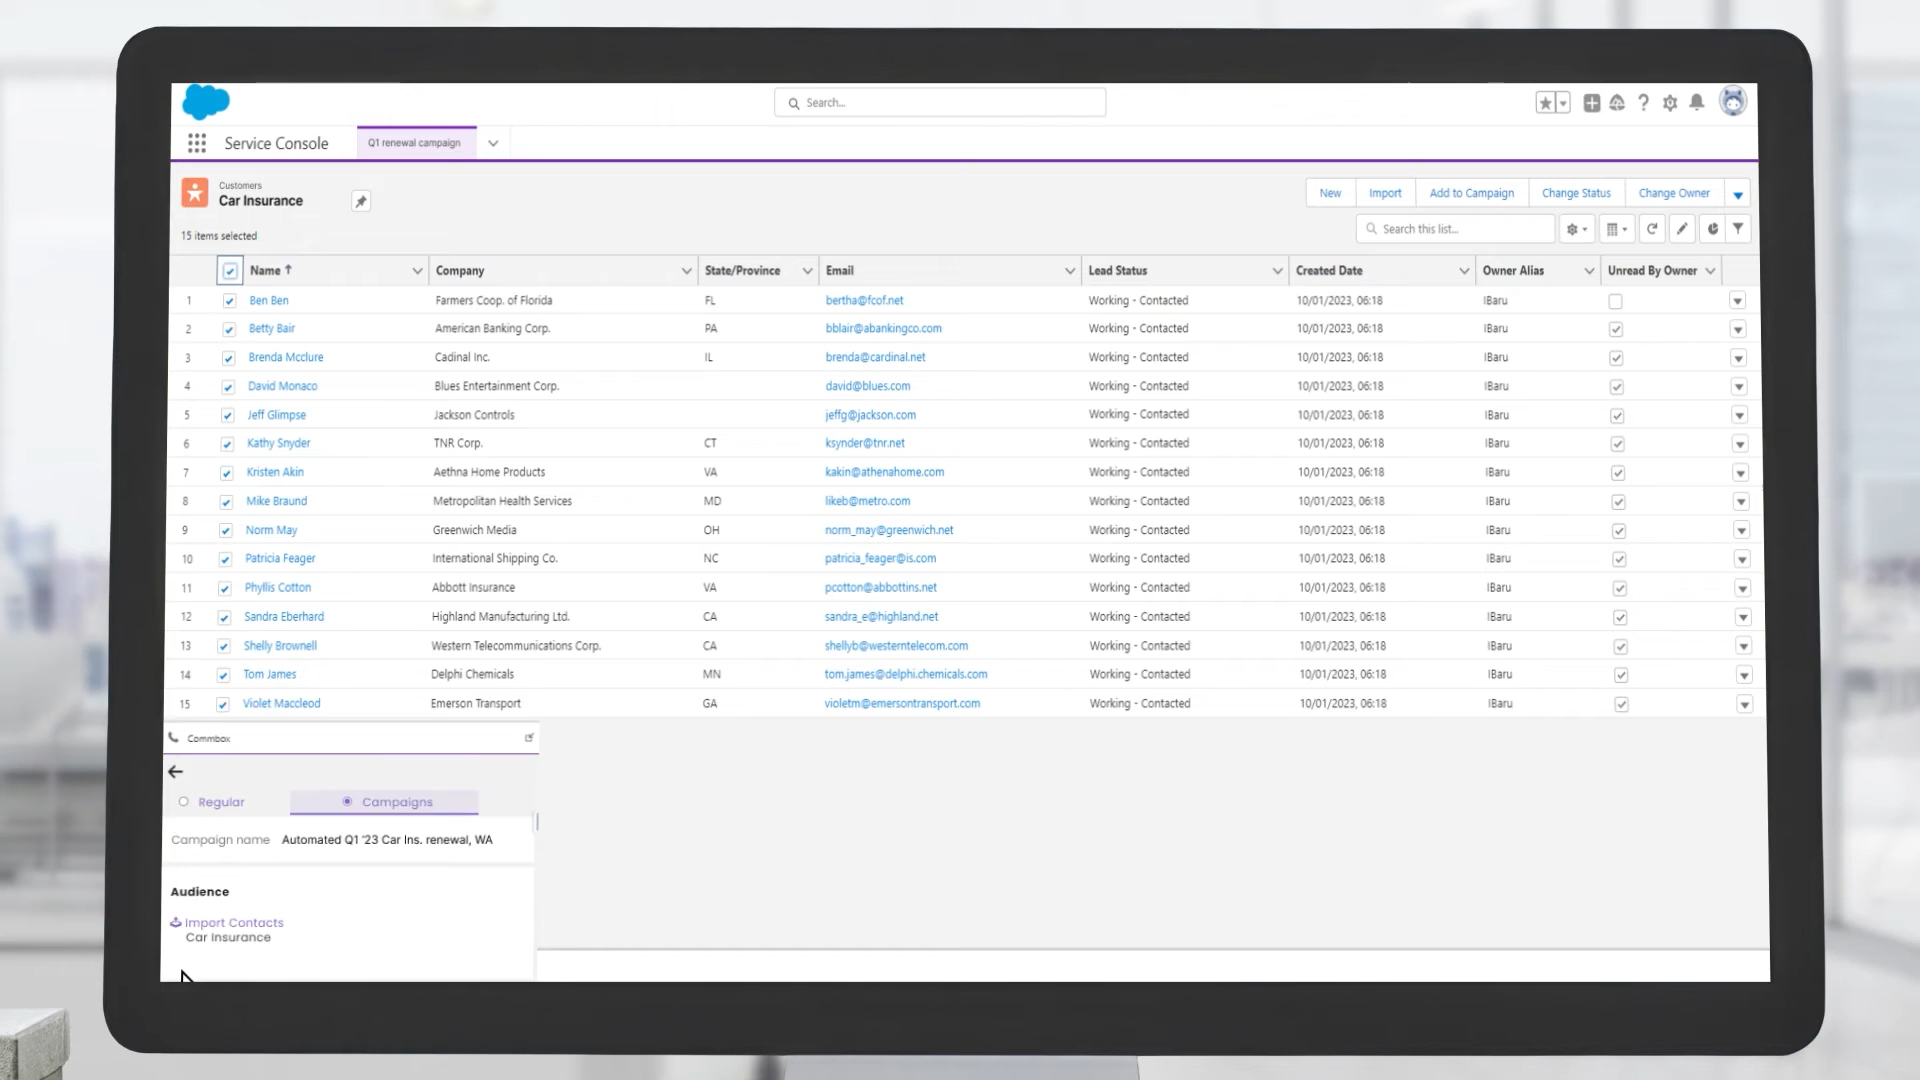 Search...
Service Console
Q1 renewal campaign
Customers
Car Insurance
New Import Add to Campaign Change Status Change Owner
15 items selected
Search this list...
Name Company State/Province Email Lead Status Created Date Owner Alias Unread By Owner
1 Ben Ben Farmers Coop. of Florida FL bertha@fcof.net Working - Contacted 10/01/2023, 06:18 IBaru
2 Betty Bair American Banking Corp. PA bblair@abankingco.com Working - Contacted 10/01/2023, 06:18 IBaru
3 Brenda Mcclure Cadinal Inc. IL brenda@cardinal.net Working - Contacted 10/01/2023, 06:18 IBaru
4 David Monaco Blues Entertainment Corp. david@blues.com Working - Contacted 10/01/2023, 06:18 IBaru
5 Jeff Glimpse Jackson Controls jeffg@jackson.com Working - Contacted 10/01/2023, 06:18 IBaru
6 Kathy Snyder TNR Corp. CT ksynder@tnr.net Working - Contacted 10/01/2023, 06:18 IBaru
7 Kristen Akin Aethna Home Products VA kakin@athenahome.com Working - Contacted 10/01/2023, 06:18 IBaru
8 Mike Braund Metropolitan Health Services MD likeb@metro.com Working - Contacted 10/01/2023, 06:18 IBaru
9 Norm May Greenwich Media OH norm_may@greenwich.net Working - Contacted 10/01/2023, 06:18 IBaru
10 Patricia Feager International Shipping Co. NC patricia_feager@is.com Working - Contacted 10/01/2023, 06:18 IBaru
11 Phyllis Cotton Abbott Insurance VA pcotton@abbottins.net Working - Contacted 10/01/2023, 06:18 IBaru
12 Sandra Eberhard Highland Manufacturing Ltd. CA sandra_e@highland.net Working - Contacted 10/01/2023, 06:18 IBaru
13 Shelly Brownell Western Telecommunications Corp. CA shellyb@westerntelecom.com Working - Contacted 10/01/2023, 06:18 IBaru
14 Tom James Delphi Chemicals MN tom.james@delphi.chemicals.com Working - Contacted 10/01/2023, 06:18 IBaru
15 Violet Maccleod Emerson Transport GA violetm@emersontransport.com Working - Contacted 10/01/2023, 06:18 IBaru
Commbox
Regular Campaigns
Campaign name Automated Q1 '23 Car Ins. renewal, WA
Audience
Import Contacts
Car Insurance